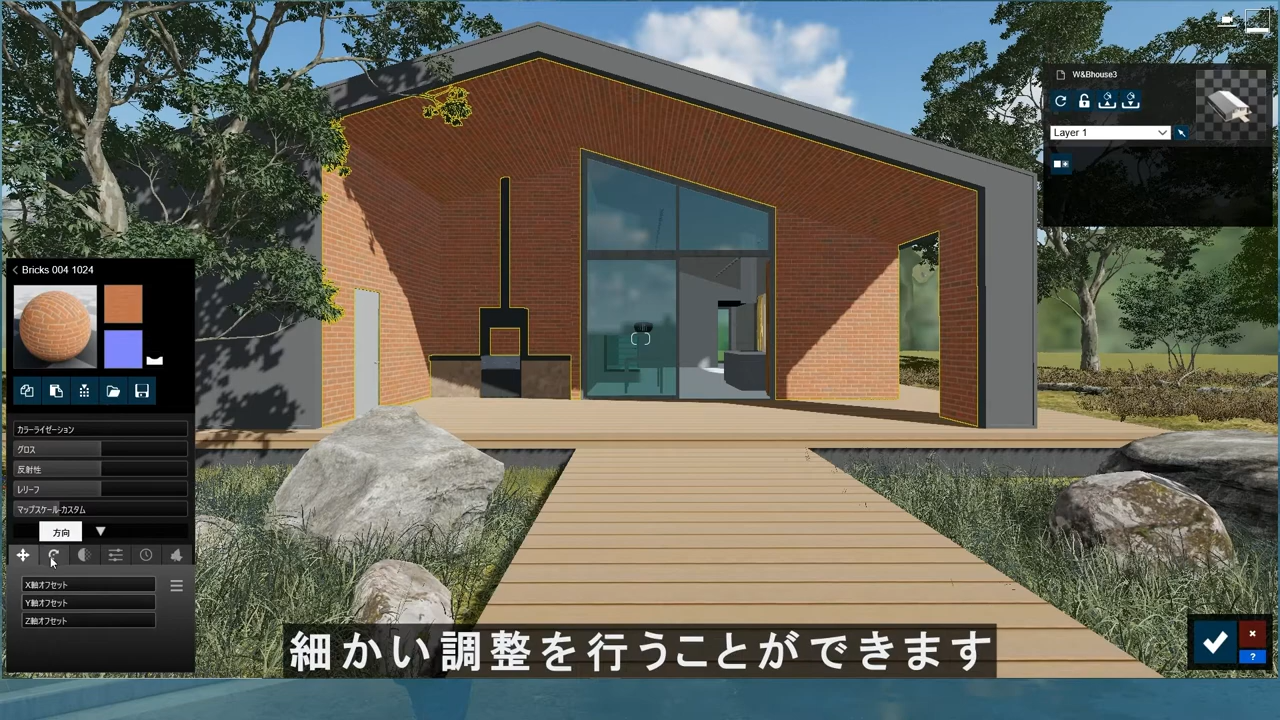 W&Bhouse3
Layer 1
Bricks 004 1024
カラーライゼーション
グロス
反射性
レリーフ
マップスケール-カスタム
方向
X軸オフセット
Y軸オフセット
Z軸オフセット
細かい調整を行うことができます
?